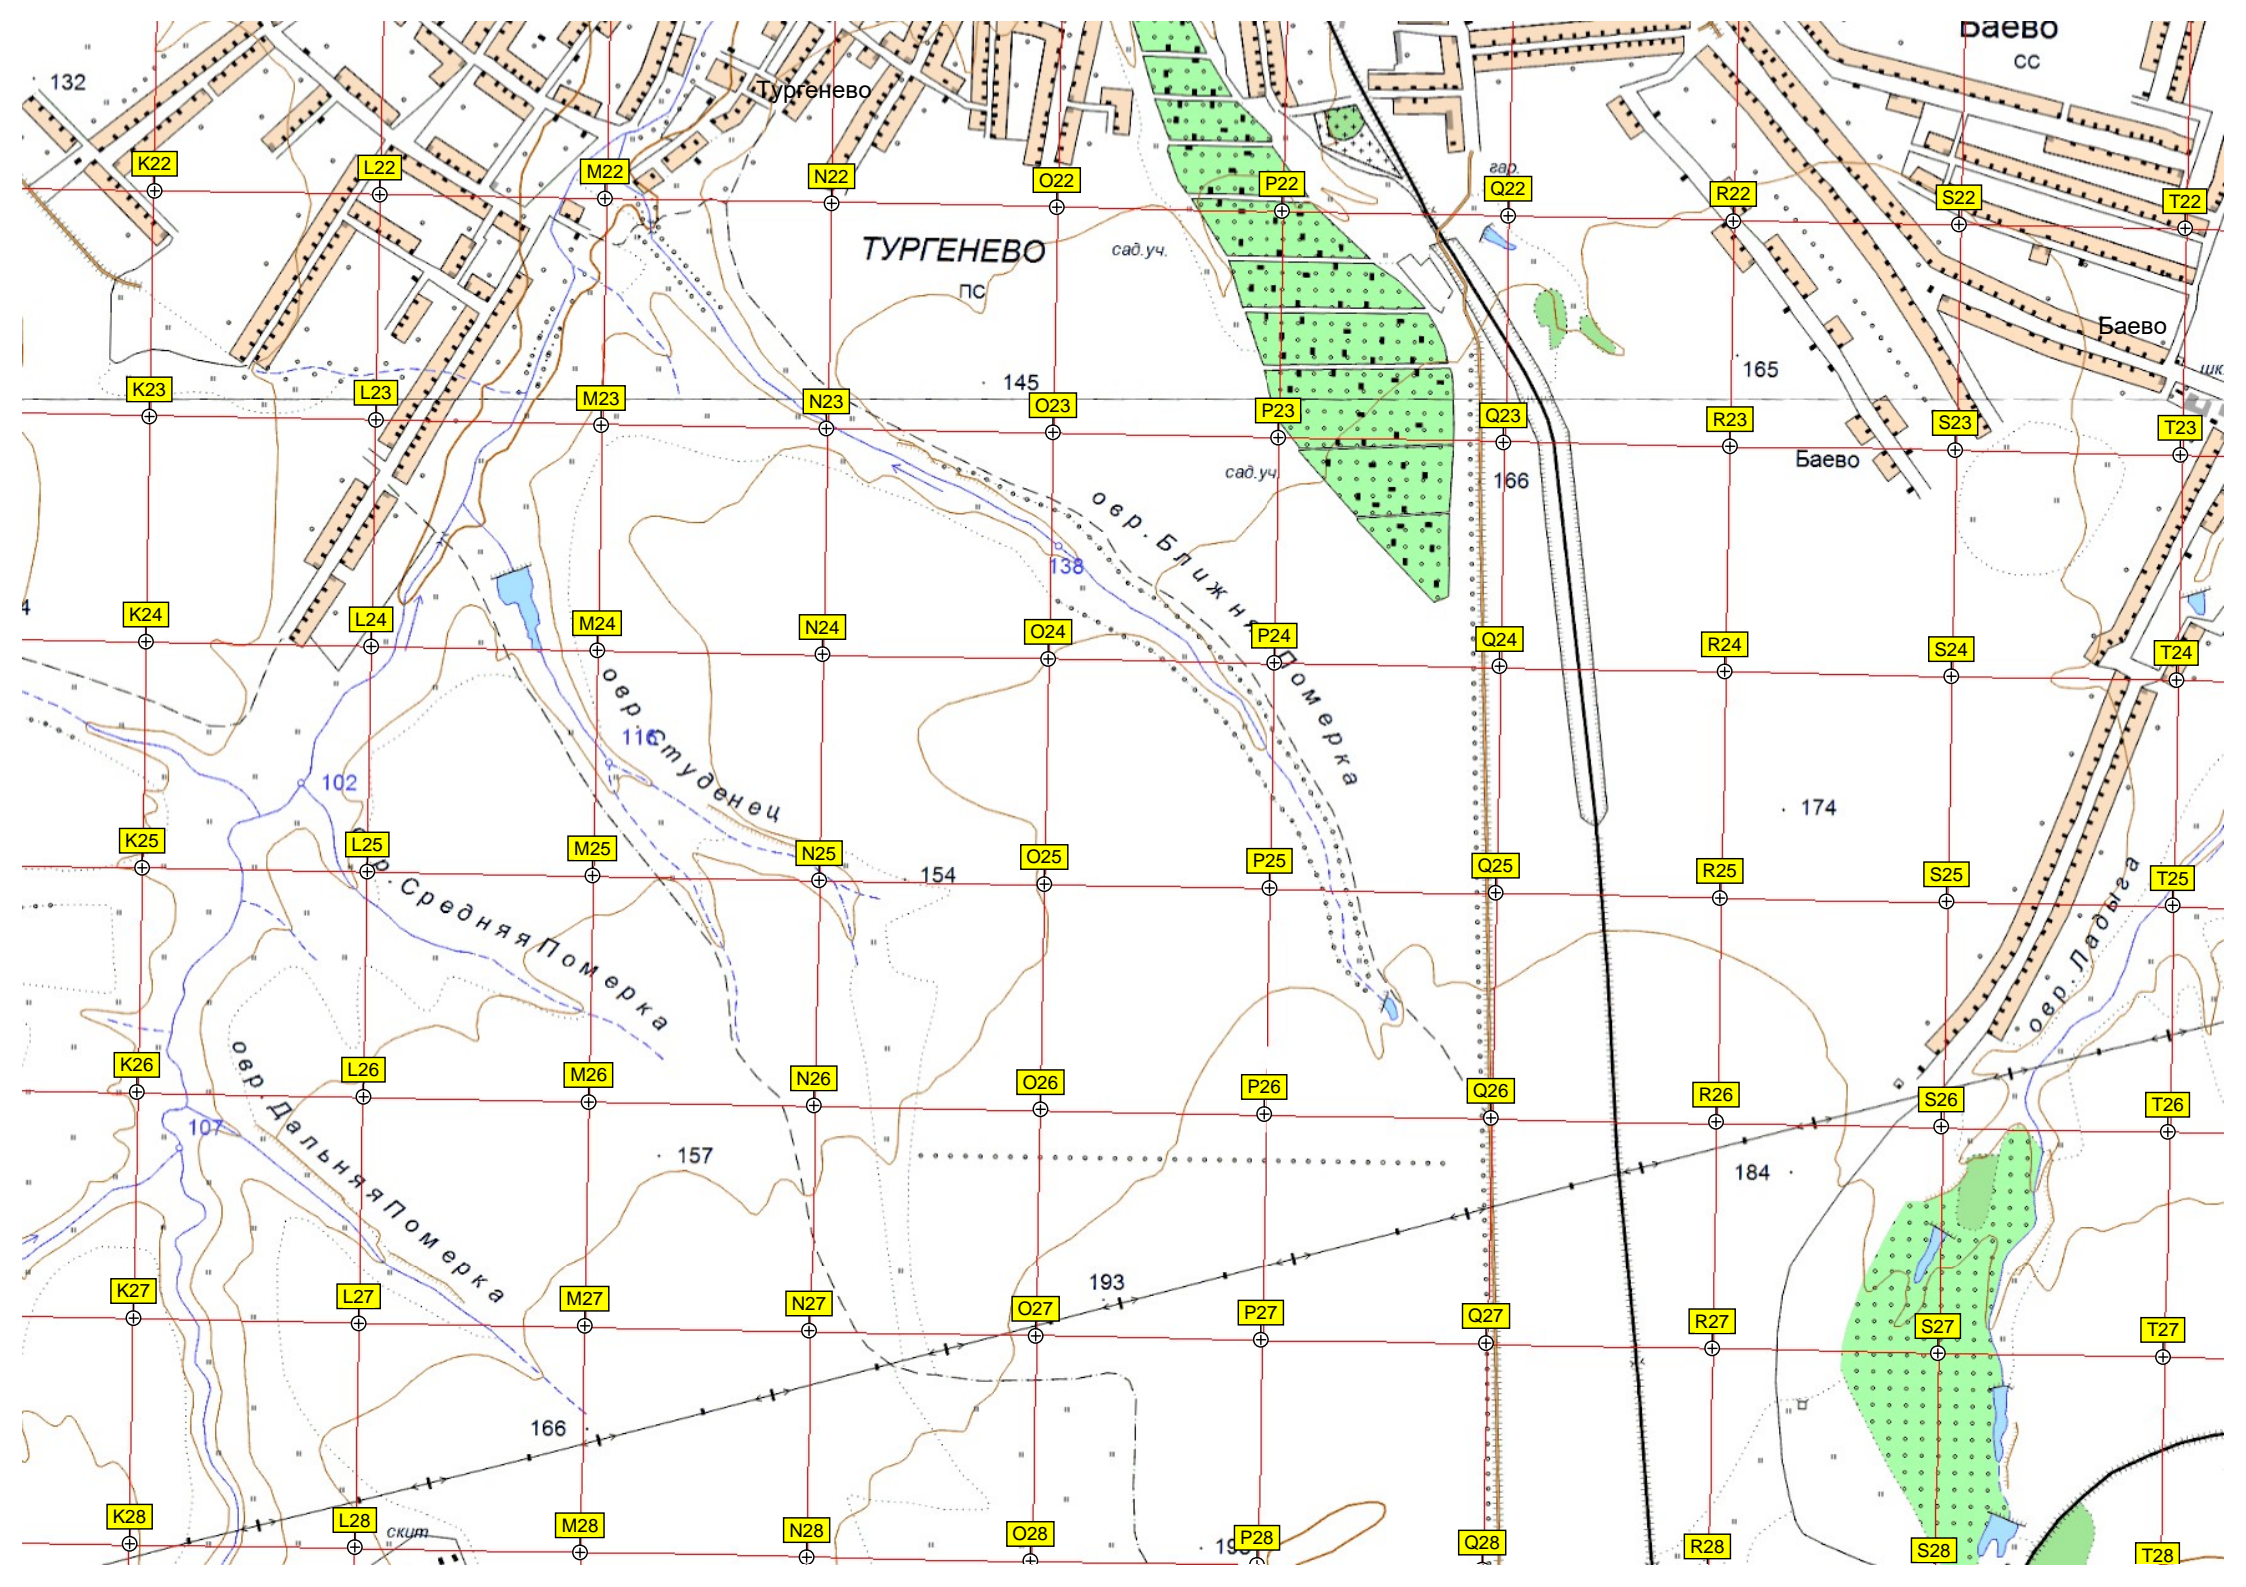 Баево
сс
132
Тургенево
K22
L22
M22
N22
O22
P22
гар.
Q22
R22
S22
T22
ТУРГЕНЕВО
пс
сад.уч.
Баево
145
165
шк.
K23
L23
M23
N23
O23
P23
Q23
R23
S23
T23
Баево
сад.уч.
166
овр. Ближняя Померка
138
4
K24
L24
M24
N24
O24
P24
Q24
R24
S24
T24
овр. Студенец
116
102
174
K25
L25
M25
N25
O25
P25
Q25
R25
S25
T25
154
овр. Средняя Померка
овр. Ладыга
K26
L26
M26
N26
O26
P26
Q26
R26
S26
T26
овр. Дальняя Померка
107
157
184
193
K27
L27
M27
N27
O27
P27
Q27
R27
S27
T27
166
K28
L28
скит
M28
N28
O28
P28
Q28
R28
S28
T28